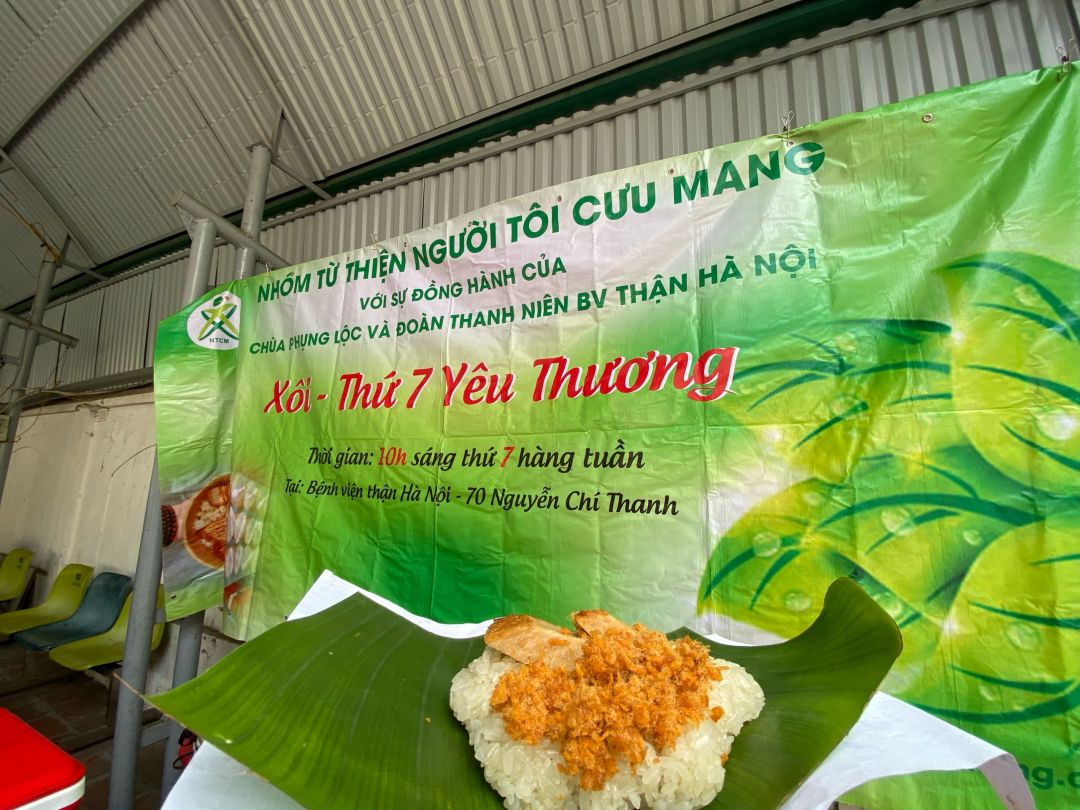 NHÓM TỪ THIỆN NGƯỜI TÔI CƯU MANG
VỚI SỰ ĐỒNG HÀNH CỦA
CHÙA PHỤNG LỘC VÀ ĐOÀN THANH NIÊN BV THẬN HÀ NỘI
NTCM
Xôi - Thứ 7 Yêu Thương
Thời gian: 10h sáng thứ 7 hàng tuần
Tại: Bệnh viện thận Hà Nội - 70 Nguyễn Chí Thanh